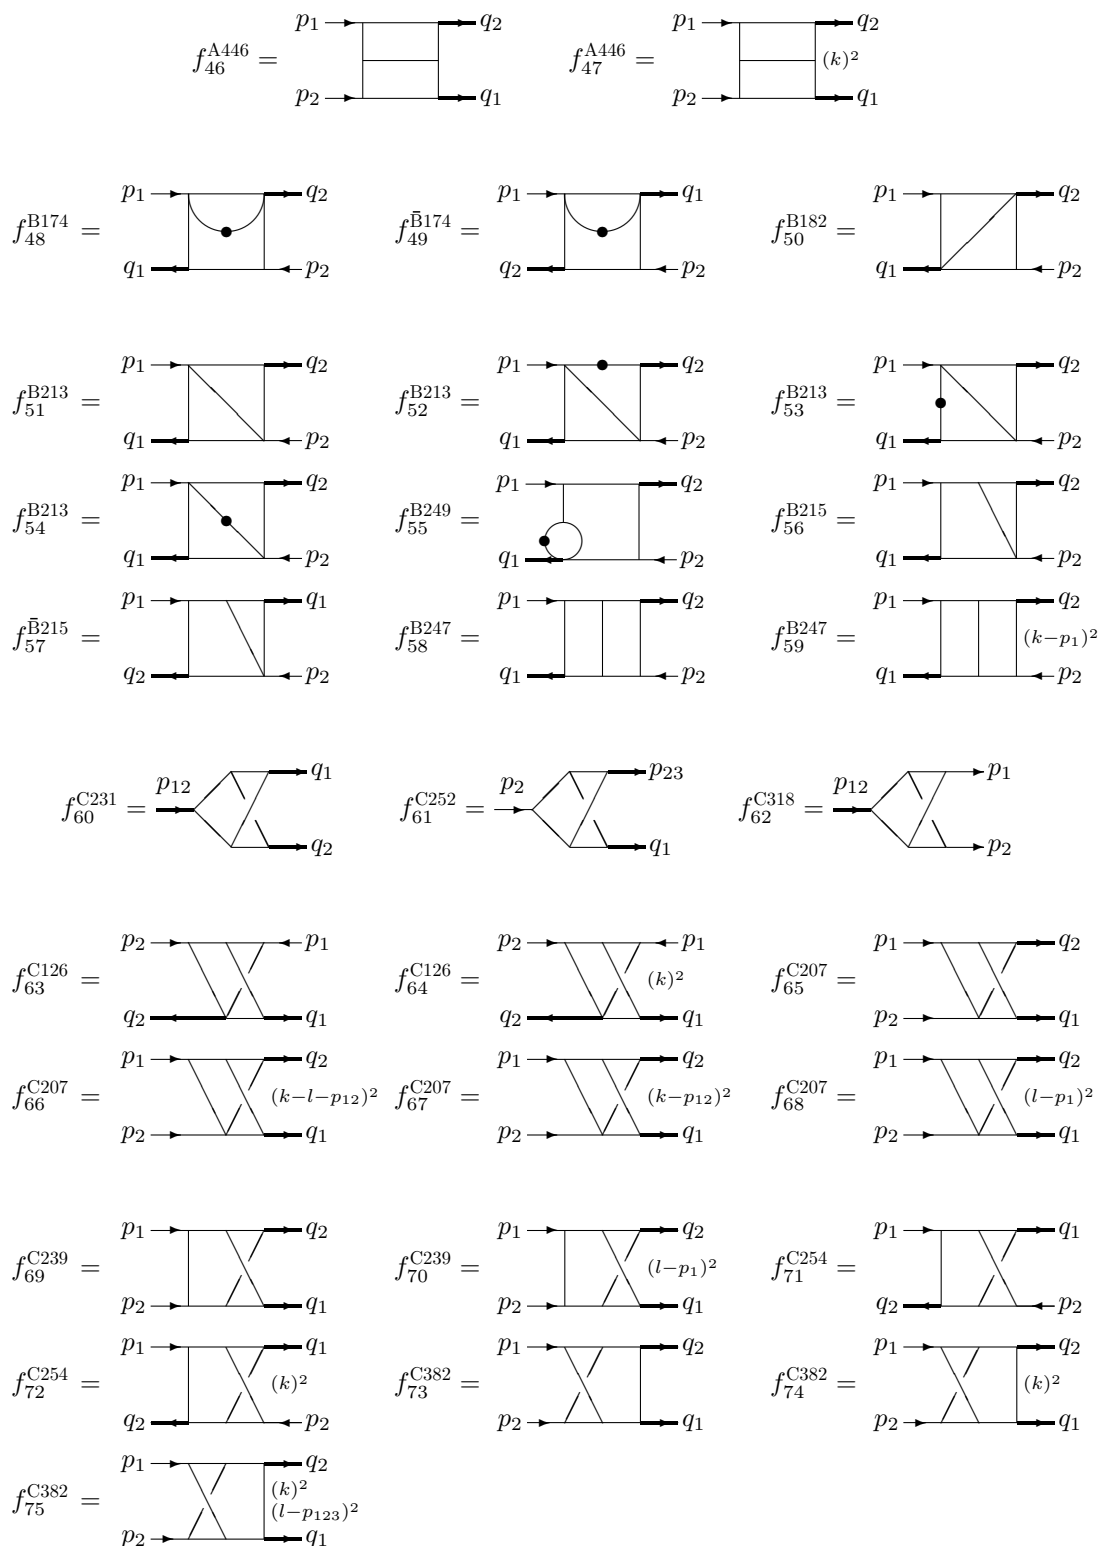 f_{46}^{A446} = p_1 q_2 p_2 q_1 f_{47}^{A446} = p_1 q_2 (k)^2 p_2 q_1
f_{48}^{B174} = p_1 q_2 q_1 p_2 f_{49}^{\bar{B}174} = p_1 q_1 q_2 p_2 f_{50}^{B182} = p_1 q_2 q_1 p_2
f_{51}^{B213} = p_1 q_2 q_1 p_2 f_{52}^{B213} = p_1 q_2 q_1 p_2 f_{53}^{B213} = p_1 q_2 q_1 p_2
f_{54}^{B213} = p_1 q_2 q_1 p_2 f_{55}^{B249} = p_1 q_2 q_1 p_2 f_{56}^{B215} = p_1 q_2 q_1 p_2
f_{57}^{\bar{B}215} = p_1 q_1 q_2 p_2 f_{58}^{B247} = p_1 q_2 q_1 p_2 f_{59}^{B247} = p_1 q_2 (k-p_1)^2 q_1 p_2
f_{60}^{C231} = p_{12} q_1 q_2 f_{61}^{C252} = p_2 p_{23} q_1 f_{62}^{C318} = p_{12} p_1 p_2
f_{63}^{C126} = p_2 p_1 q_2 q_1 f_{64}^{C126} = p_2 p_1 (k)^2 q_2 q_1 f_{65}^{C207} = p_1 q_2 p_2 q_1
f_{66}^{C207} = p_1 q_2 (k-l-p_{12})^2 p_2 q_1 f_{67}^{C207} = p_1 q_2 (k-p_{12})^2 p_2 q_1 f_{68}^{C207} = p_1 q_2 (l-p_1)^2 p_2 q_1
f_{69}^{C239} = p_1 q_2 p_2 q_1 f_{70}^{C239} = p_1 q_2 (l-p_1)^2 p_2 q_1 f_{71}^{C254} = p_1 q_1 q_2 p_2
f_{72}^{C254} = p_1 q_1 (k)^2 q_2 p_2 f_{73}^{C382} = p_1 q_2 p_2 q_1 f_{74}^{C382} = p_1 q_2 (k)^2 p_2 q_1
f_{75}^{C382} = p_1 q_2 (k)^2 (l-p_{123})^2 p_2 q_1